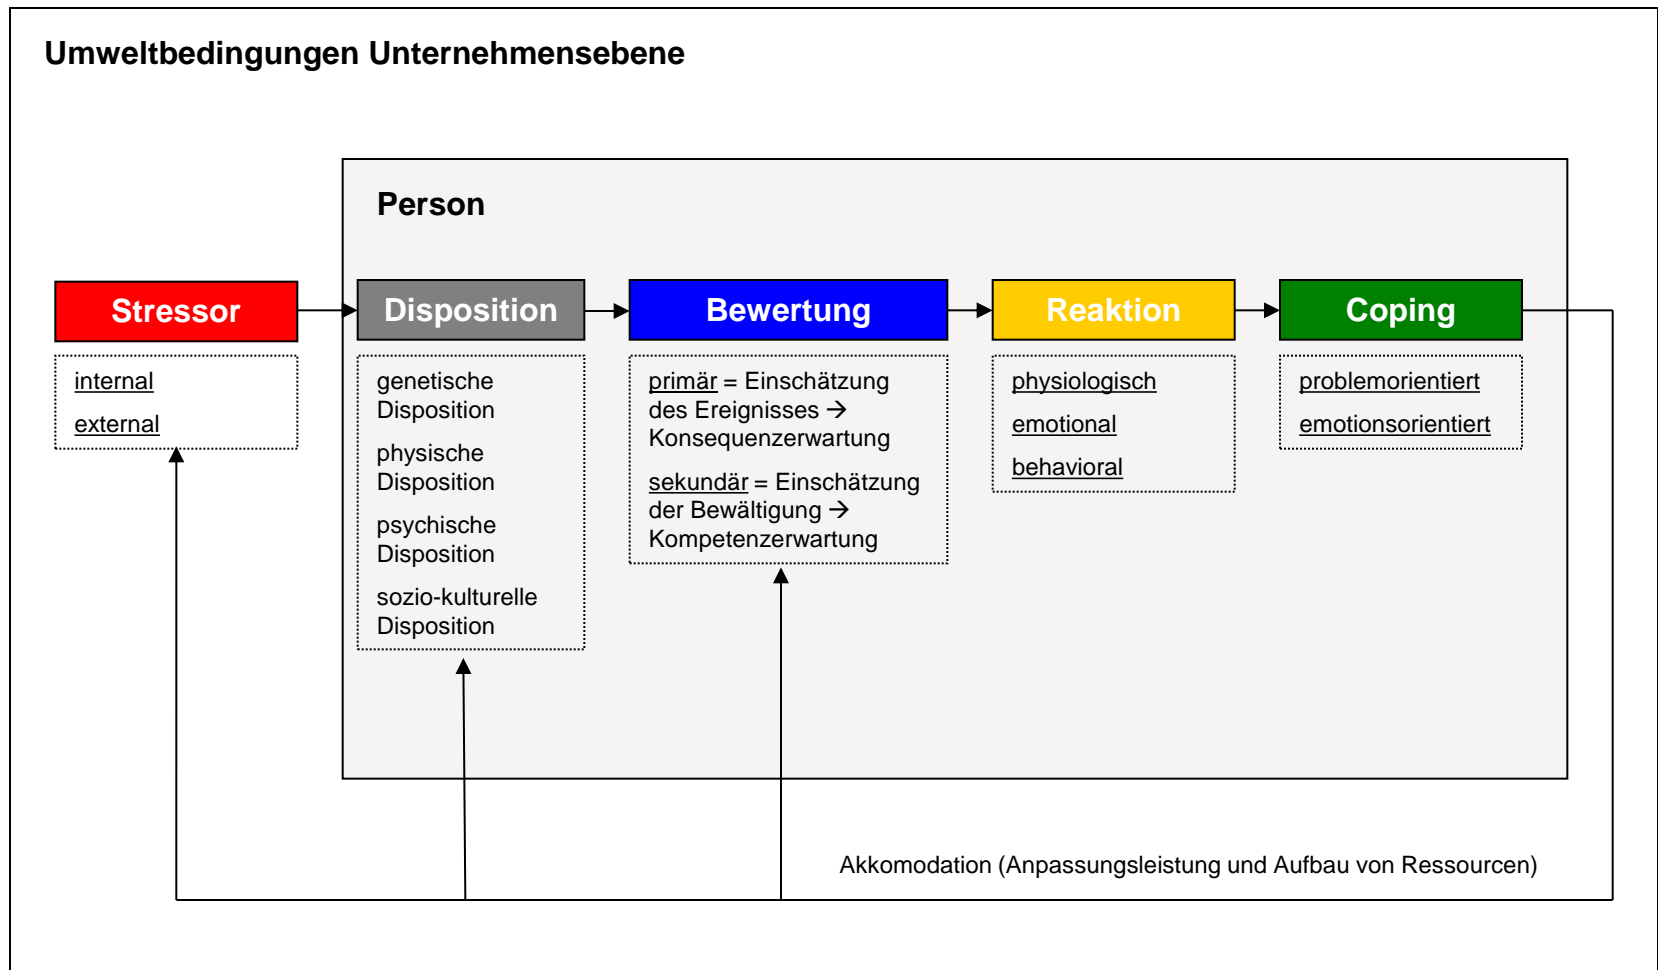 Umweltbedingungen Unternehmensebene
Person
Stressor
Disposition
Bewertung
Reaktion
Coping
internal
external
genetische
Disposition
physische
Disposition
psychische
Disposition
sozio-kulturelle
Disposition
primär = Einschätzung
des Ereignisses →
Konsequenzerwartung
sekundär = Einschätzung
der Bewältigung →
Kompetenzerwartung
physiologisch
emotional
behavioral
problemorientiert
emotionsorientiert
Akkomodation (Anpassungsleistung und Aufbau von Ressourcen)